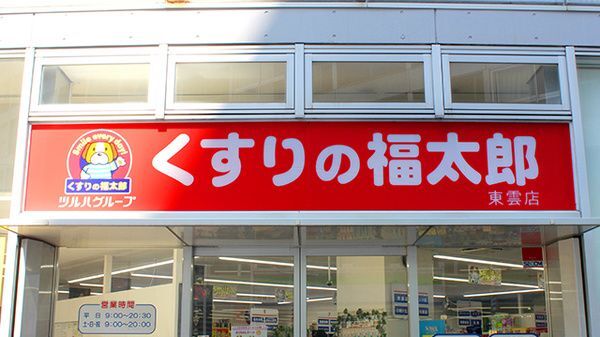 Smile every day!
くすりの福太郎
ツルハグループ
くすりの福太郎
東雲店
SECOM
営業時間
平 日 9:00〜20:30
土・日・祝 9:00〜20:00